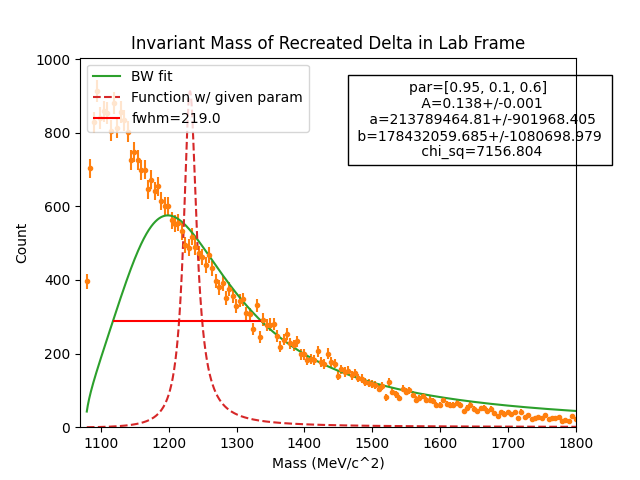 Invariant Mass of Recreated Delta in Lab Frame
BW fit
Function w/ given param
fwhm=219.0
par=[0.95, 0.1, 0.6]
A=0.138+/-0.001
a=213789464.81+/-901968.405
b=178432059.685+/-1080698.979
chi_sq=7156.804
Count
1000
800
600
400
200
0
1100 1200 1300 1400 1500 1600 1700 1800
Mass (MeV/c^2)